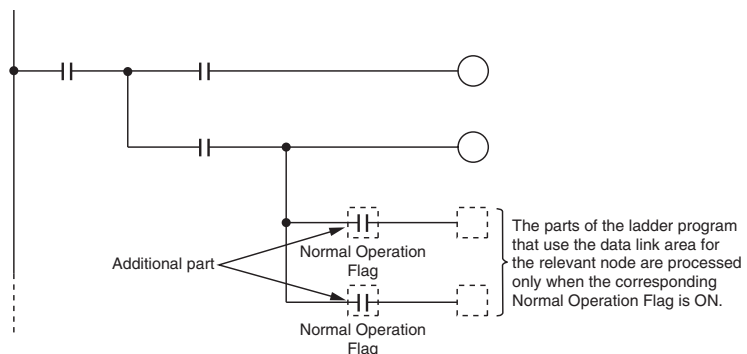 Normal Operation
Flag
Additional part
Normal Operation
Flag
The parts of the ladder program
that use the data link area for
the relevant node are processed
only when the corresponding
Normal Operation Flag is ON.